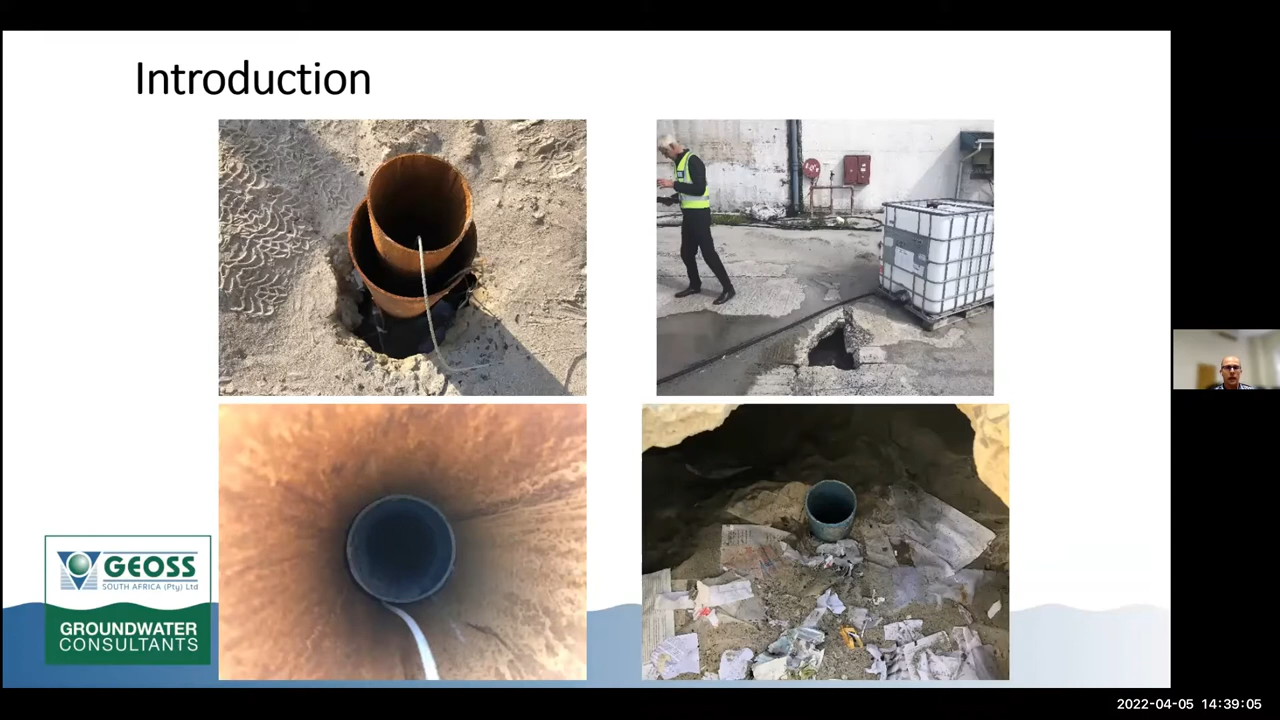 Introduction
GEOSS
SOUTH AFRICA (Pty) Ltd
GROUNDWATER
CONSULTANTS
2022-04-05 14:39:05